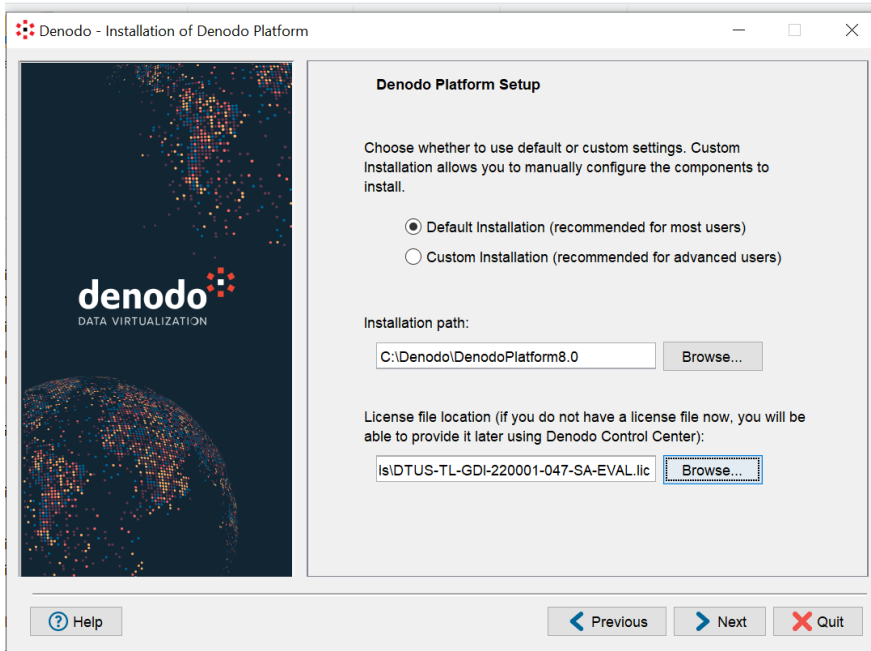 Denodo - Installation of Denodo Platform
Denodo Platform Setup
Choose whether to use default or custom settings. Custom
Installation allows you to manually configure the components to
install.
Default Installation (recommended for most users)
Custom Installation (recommended for advanced users)
denodo
DATA VIRTUALIZATION
Installation path:
C:\Denodo\DenodoPlatform8.0
Browse...
License file location (if you do not have a license file now, you will be
able to provide it later using Denodo Control Center):
ls\DTUS-TL-GDI-220001-047-SA-EVAL.lic
Browse...
Help
Previous
Next
Quit